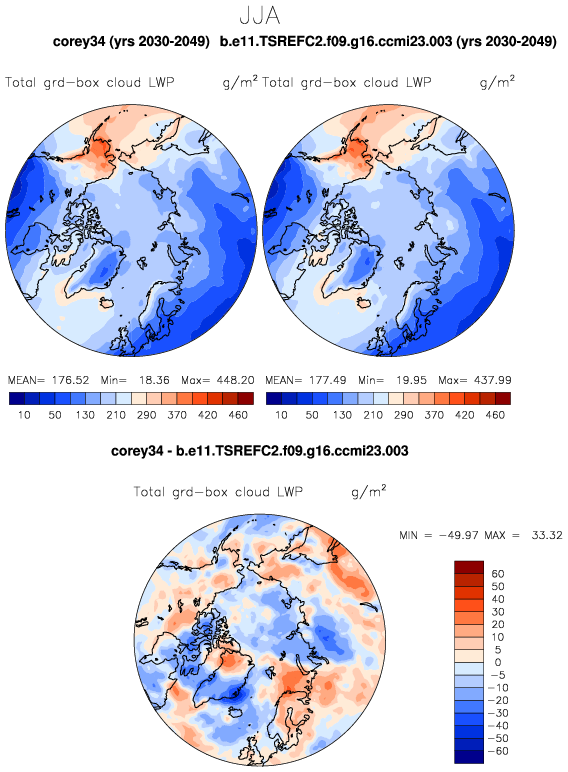 JJA
corey34 (yrs 2030-2049) b.e11.TSREFC2.f09.g16.ccmi23.003 (yrs 2030-2049)
Total grd-box cloud LWP g/m² Total grd-box cloud LWP g/m²
MEAN= 176.52 Min= 18.36 Max= 448.20 MEAN= 177.49 Min= 19.95 Max= 437.99
10 50 130 210 290 370 420 460 10 50 130 210 290 370 420 460
corey34 - b.e11.TSREFC2.f09.g16.ccmi23.003
Total grd-box cloud LWP g/m²
MIN = -49.97 MAX = 33.32
60
50
40
30
20
10
5
0
-5
-10
-20
-30
-40
-50
-60